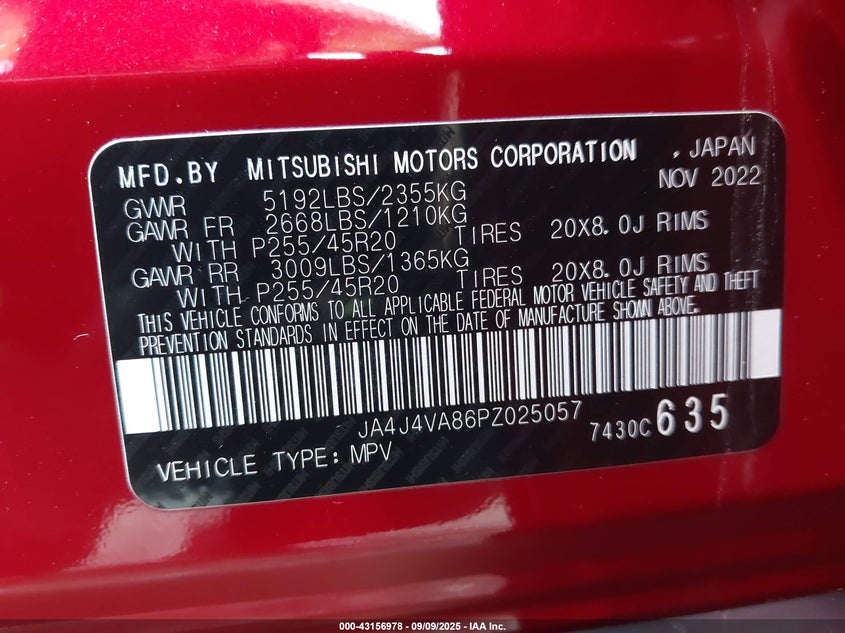 MFD.BY MITSUBISHI MOTORS CORPORATION , JAPAN
NOV 2022
GVWR 5192LBS/2355KG
GAWR FR 2668LBS/1210KG
WITH P255/45R20 TIRES 20X8.0J RIMS
GAWR RR 3009LBS/1365KG
WITH P255/45R20 TIRES 20X8.0J RIMS
THIS VEHICLE CONFORMS TO ALL APPLICABLE FEDERAL MOTOR VEHICLE SAFETY AND THEFT
PREVENTION STANDARDS IN EFFECT ON THE DATE OF MANUFACTURE SHOWN ABOVE.
JA4J4VA86PZ025057
7430C 635
VEHICLE TYPE: MPV
000-43156978 - 09/09/2025 - IAA Inc.